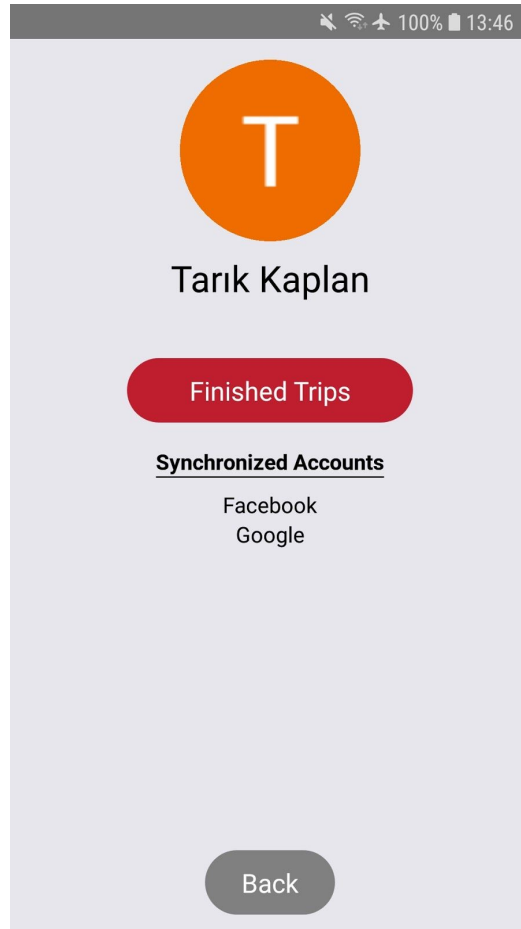 100% 13:46
T
Tarık Kaplan
Finished Trips
Synchronized Accounts
Facebook
Google
Back